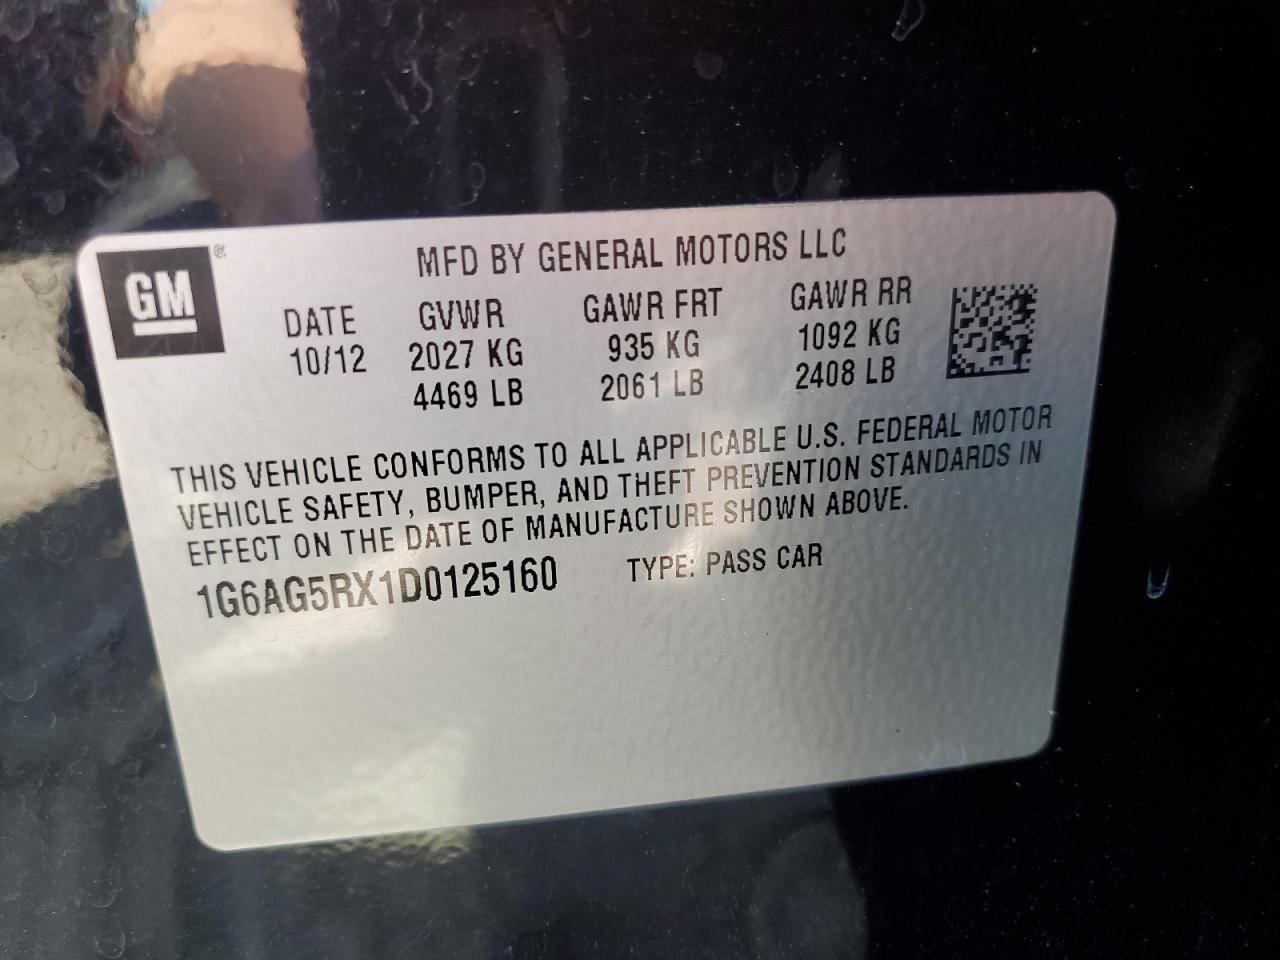 GM®
MFD BY GENERAL MOTORS LLC
DATE GVWR GAWR FRT GAWR RR
10/12 2027 KG 935 KG 1092 KG
4469 LB 2061 LB 2408 LB
THIS VEHICLE CONFORMS TO ALL APPLICABLE U.S. FEDERAL MOTOR
VEHICLE SAFETY, BUMPER, AND THEFT PREVENTION STANDARDS IN
EFFECT ON THE DATE OF MANUFACTURE SHOWN ABOVE.
1G6AG5RX1D0125160 TYPE: PASS CAR